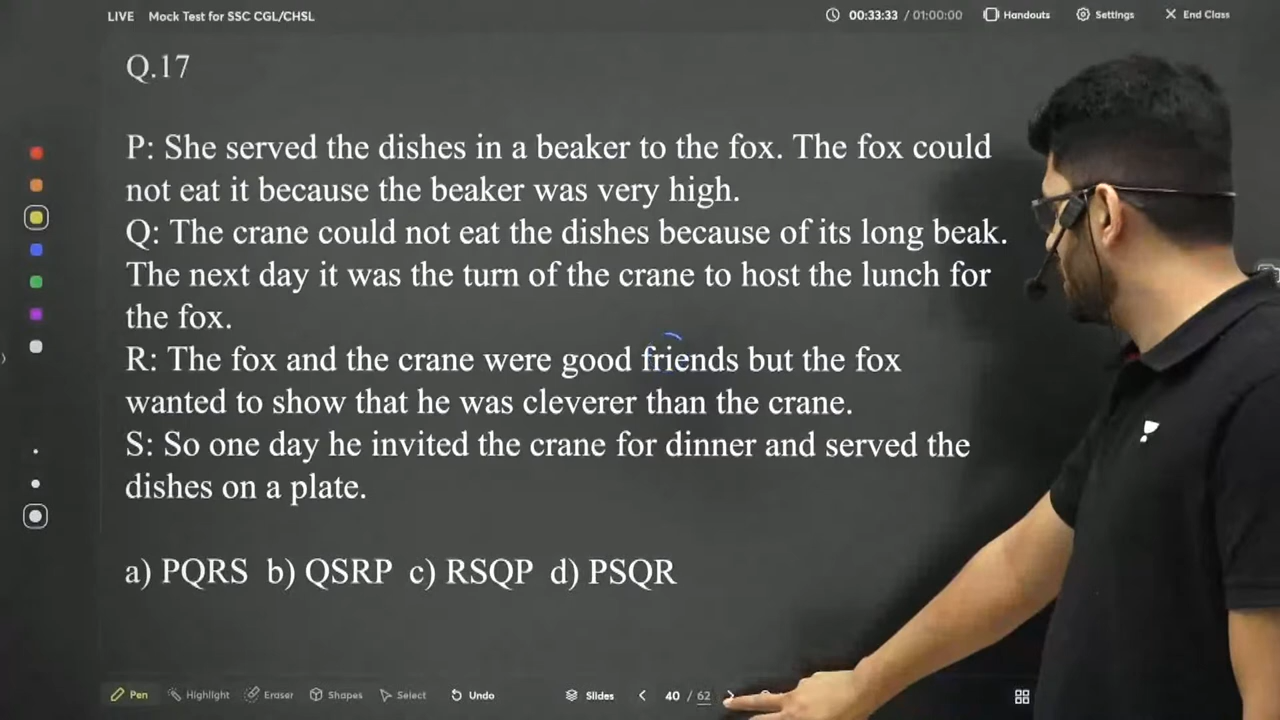 LIVE Mock Test for SSC CGL/CHSL 00:33:33 / 01:00:00 Handouts Settings End Class
Q.17
P: She served the dishes in a beaker to the fox. The fox could
not eat it because the beaker was very high.
Q: The crane could not eat the dishes because of its long beak.
The next day it was the turn of the crane to host the lunch for
the fox.
R: The fox and the crane were good friends but the fox
wanted to show that he was cleverer than the crane.
S: So one day he invited the crane for dinner and served the
dishes on a plate.
a) PQRS b) QSRP c) RSQP d) PSQR
Pen Highlight Eraser Shapes Select Undo Slides < 40 / 62 >